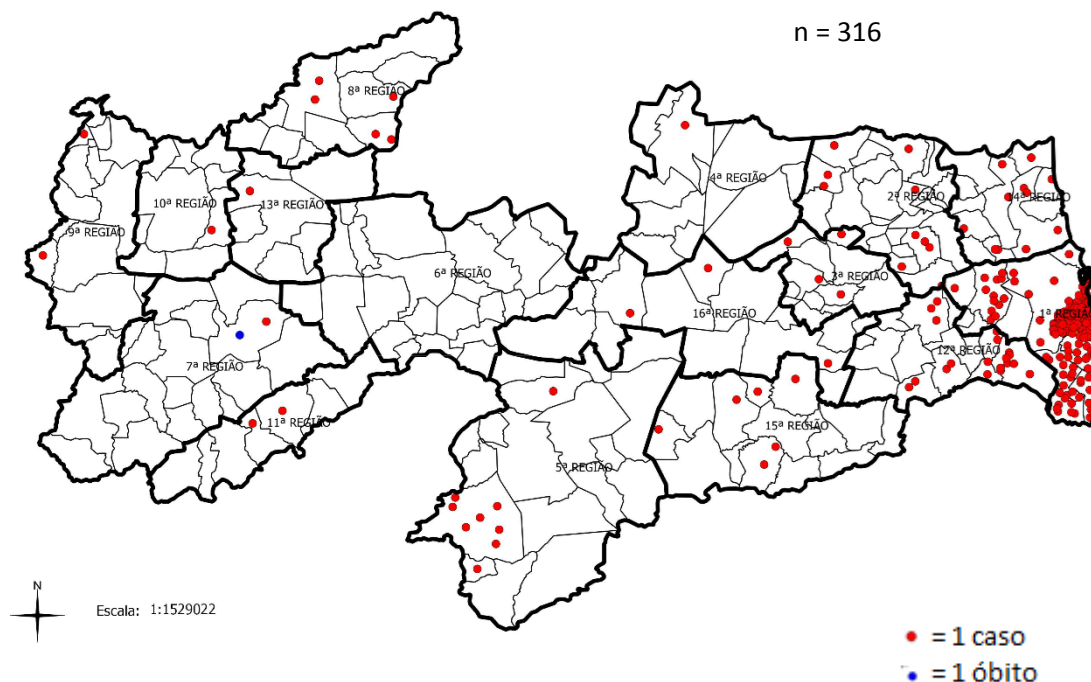 n = 316
8ª REGIÃO
4ª REGIÃO
2ª REGIÃO
14ª REGIÃO
10ª REGIÃO
13ª REGIÃO
9ª REGIÃO
6ª REGIÃO
3ª REGIÃO
16ª REGIÃO
1ª REGIÃO
12ª REGIÃO
7ª REGIÃO
11ª REGIÃO
15ª REGIÃO
5ª REGIÃO
N
Escala: 1:1529022
= 1 caso
= 1 óbito